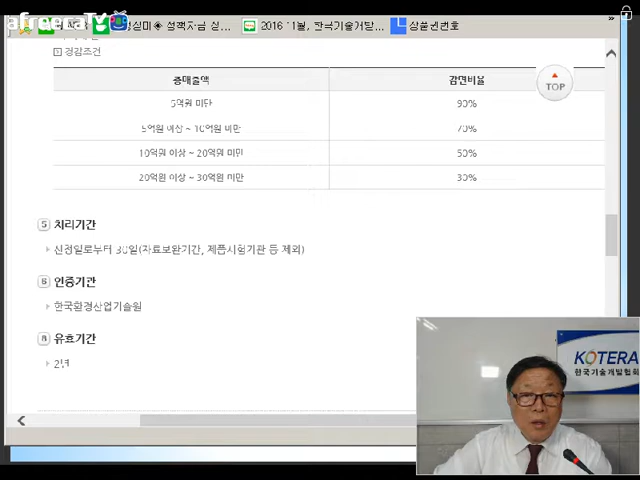 afreecaTV
2016 11월, 한국기술개발,...
상품권번호
경감조건
총매출액 감면비율
5억원 미만 90%
5억원 이상 ~ 10억원 미만 70%
10억원 이상 ~ 20억원 미만 50%
20억원 이상 ~ 30억원 미만 30%
TOP
5 처리기간
신청일로부터 30일(자료보완기간, 제품시험기관 등 제외)
6 인증기관
한국환경산업기술원
8 유효기간
2년
KOTERA
한국기술개발협회